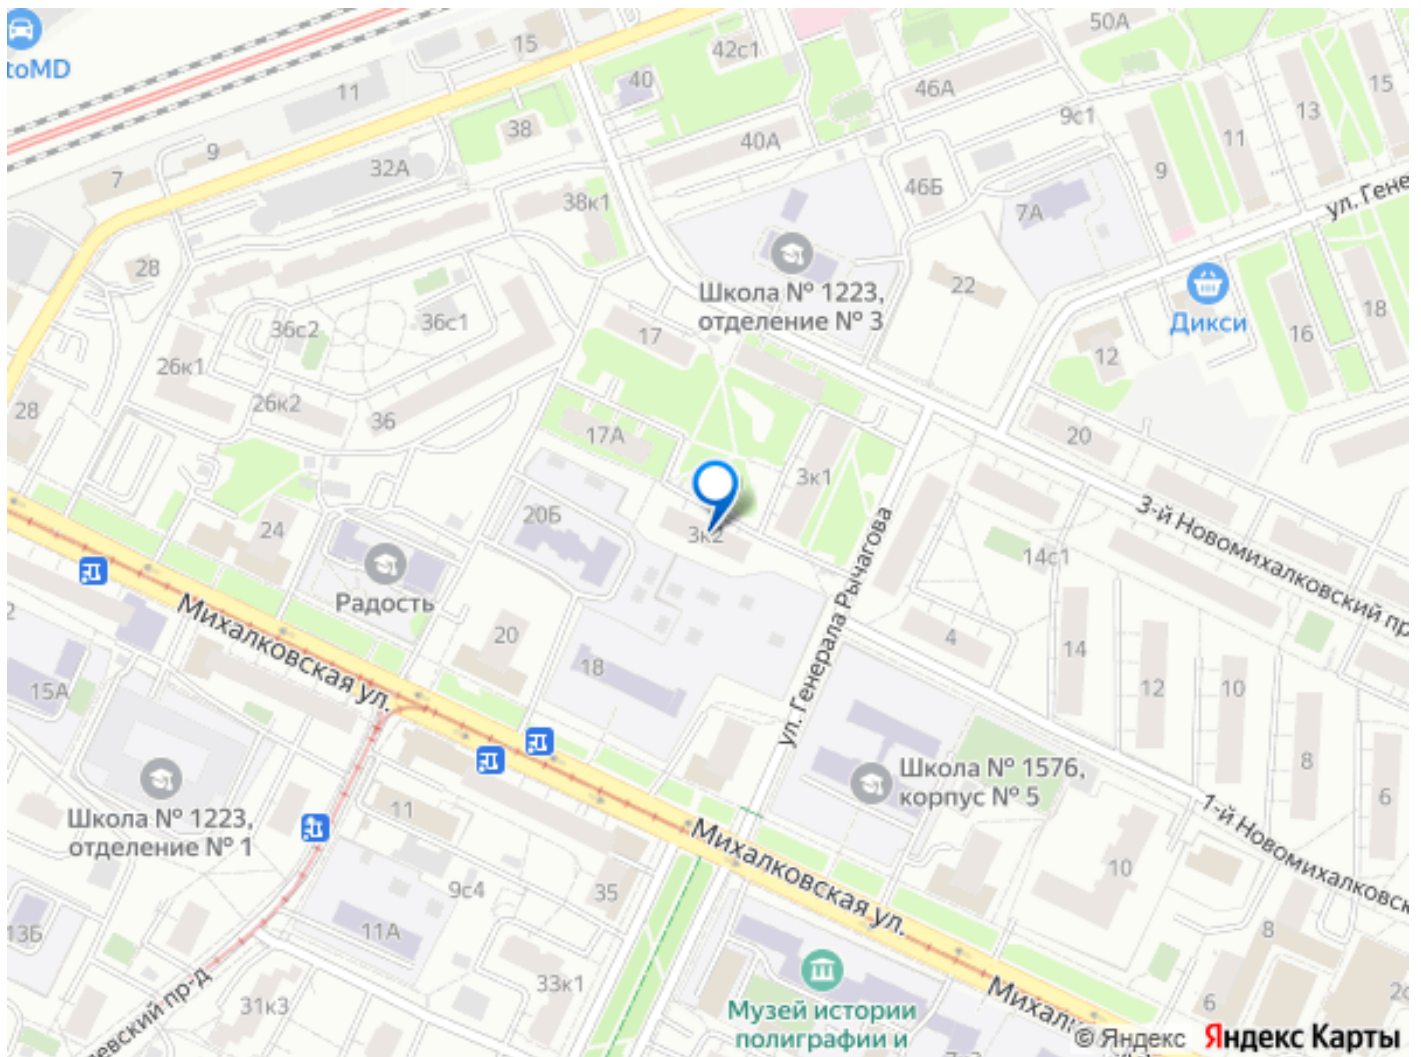 50А
15
42с1
toMD
40
46А
15
11
13
9с1
38
11
40А
9
32А
9
7
46Б
38к1
7А
ул. Гене
28
22
Школа № 1223,
отделение № 3
36с2
36с1
17
Дикси
18
16
26к1
12
26к2
28
36
17А
20
3к1
20Б
3к2
24
3-й Новомихалковский пр
14с1
Радость
Михалковская ул.
ул. Генерала Рычагова
2
20
4
14
18
12
10
15А
8
Школа № 1576,
корпус № 5
6
1-й Новомихалковск
Школа № 1223,
отделение № 1
11
Михалковская ул.
10
9с4
35
11А
13Б
8
33к1
31к3
левский пр-д
Музей истории
полиграфии и
Михалк
6
2с
© Яндекс
Яндекс Карты